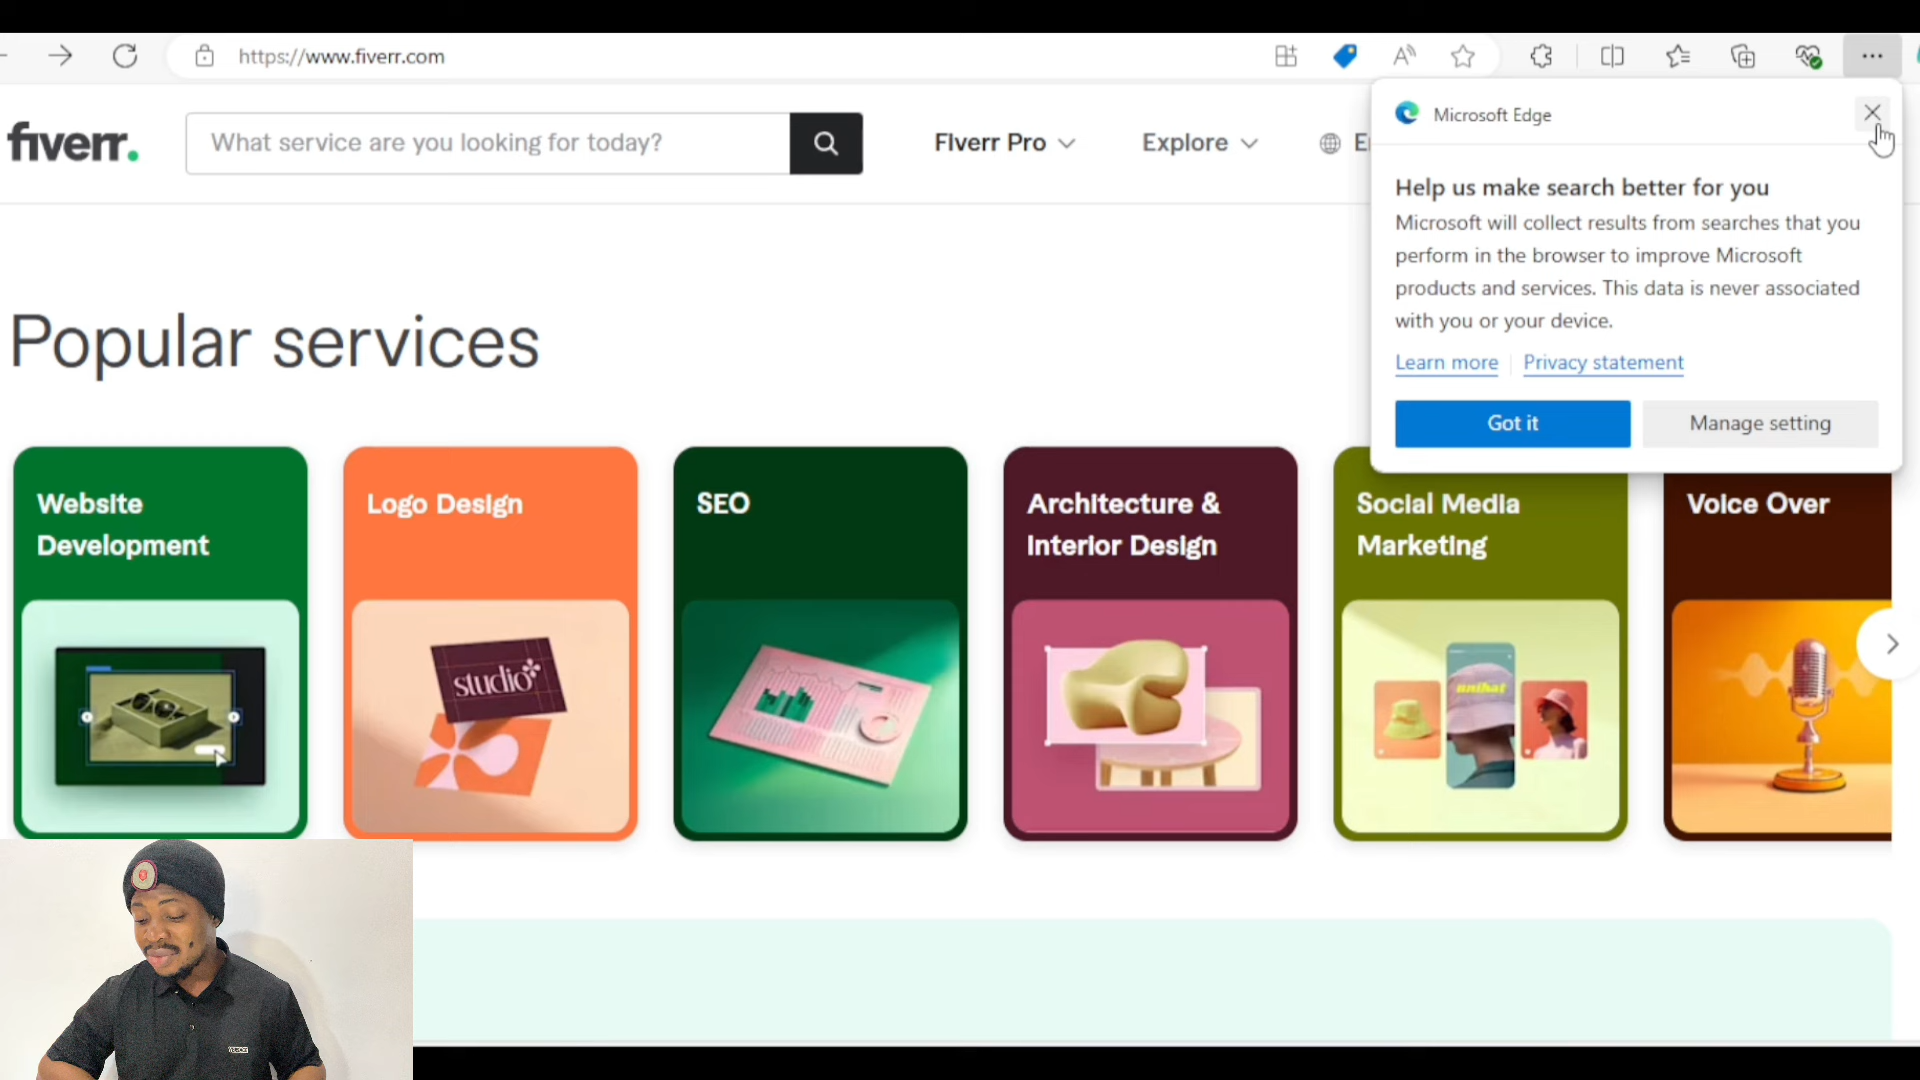 https://www.fiverr.com
fiverr.
What service are you looking for today?
Fiverr Pro
Explore
Microsoft Edge
Help us make search better for you
Microsoft will collect results from searches that you
perform in the browser to improve Microsoft
products and services. This data is never associated
with you or your device.
Learn more
Privacy statement
Got it
Manage setting
Popular services
Website
Development
Logo Design
SEO
Architecture &
Interior Design
Social Media
Marketing
Voice Over
studio
unihat